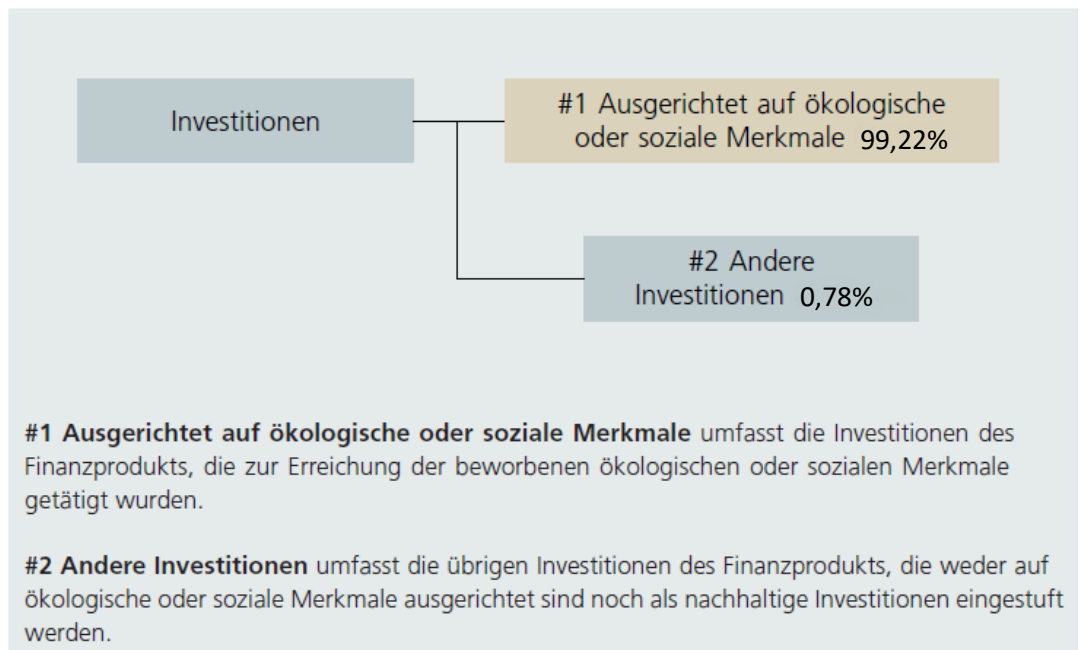 Investitionen
#1 Ausgerichtet auf ökologische
oder soziale Merkmale 99,22%
#2 Andere
Investitionen 0,78%
#1 Ausgerichtet auf ökologische oder soziale Merkmale umfasst die Investitionen des
Finanzprodukts, die zur Erreichung der beworbenen ökologischen oder sozialen Merkmale
getätigt wurden.
#2 Andere Investitionen umfasst die übrigen Investitionen des Finanzprodukts, die weder auf
ökologische oder soziale Merkmale ausgerichtet sind noch als nachhaltige Investitionen eingestuft
werden.